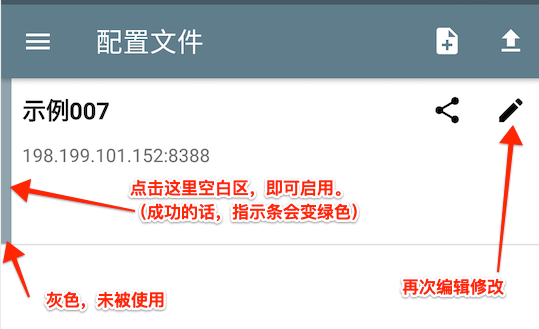 配置文件
示例007
198.199.101.152:8388
点击这里空白区，即可启用。
（成功的话，指示条会变绿色）
再次编辑修改
灰色，未被使用